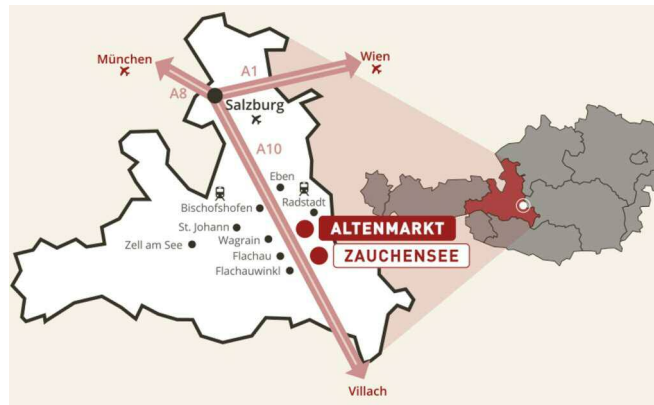 München
Wien
A1
A8
Salzburg
A10
Eben
Radstadt
Bischofshofen
St. Johann
ALTENMARKT
Wagrain
Zell am See
ZAUCHENSEE
Flachau
Flachauwinkl
Villach